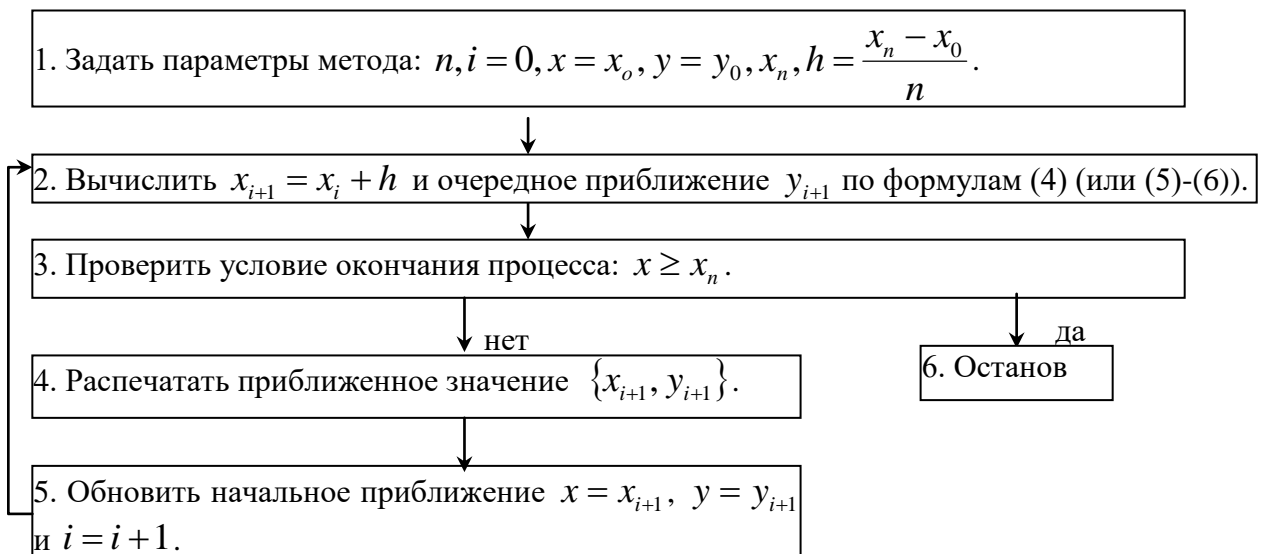 1. Задать параметры метода: n, i = 0, x = x_o, y = y_0, x_n, h = \frac{x_n - x_0}{n}.
2. Вычислить x_{i+1} = x_i + h и очередное приближение y_{i+1} по формулам (4) (или (5)-(6)).
3. Проверить условие окончания процесса: x ≥ x_n.
нет
да
4. Распечатать приближенное значение {x_{i+1}, y_{i+1}}.
6. Останов
5. Обновить начальное приближение x = x_{i+1}, y = y_{i+1}
и i = i + 1.